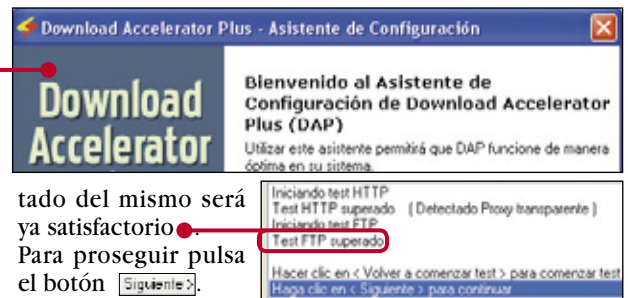 Download Accelerator Plus - Asistente de Configuración
Download
Accelerator
Bienvenido al Asistente de
Configuración de Download Accelerator
Plus (DAP)
Utilizar este asistente permitirá que DAP funcione de manera
óptima en su sistema.
tado del mismo será
ya satisfactorio .
Para proseguir pulsa
el botón Siguiente > .
Iniciando test HTTP
Test HTTP superado ( Detectado Proxy transparente )
Iniciando test FTP
Test FTP superado
Hacer clic en < Volver a comenzar test > para comenzar test
Haga clic en < Siguiente > para continuar